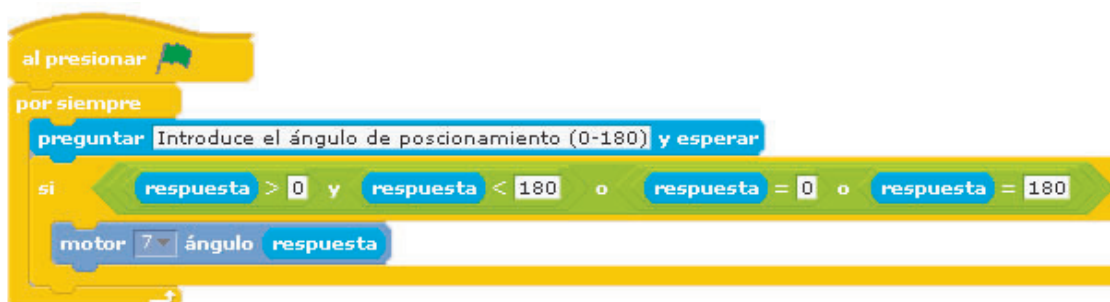 al presionar
por siempre
preguntar Introduce el ángulo de poscionamiento (0-180) y esperar
si respuesta > 0 y respuesta < 180 o respuesta = 0 o respuesta = 180
motor 7 ángulo respuesta